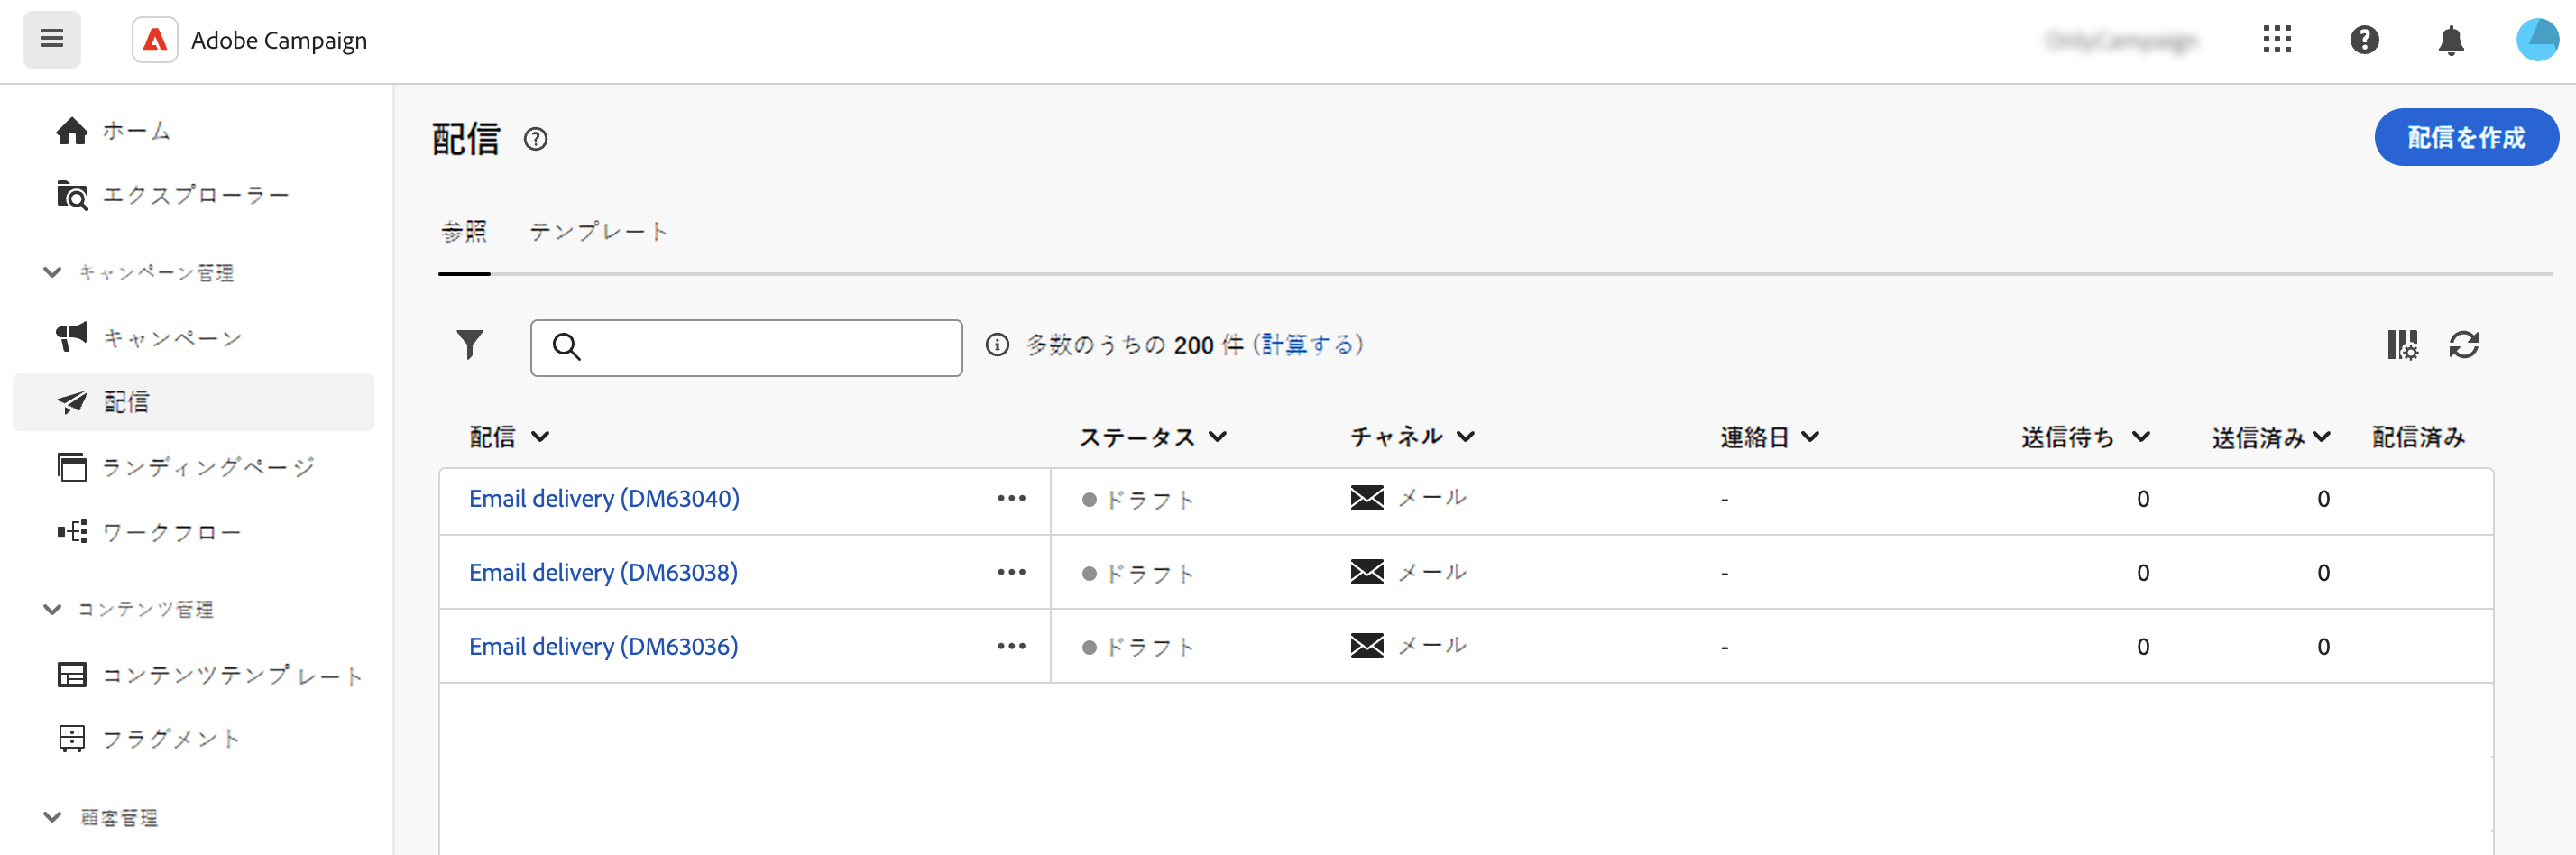 Adobe Campaign
ホーム
エクスプローラー
キャンペーン管理
キャンペーン
配信
ランディングページ
ワークフロー
コンテンツ管理
コンテンツテンプレート
フラグメント
顧客管理
配信
配信を作成
参照 テンプレート
多数のうちの 200 件 (計算する)
配信 ステータス チャネル 連絡日 送信待ち 送信済み 配信済み
Email delivery (DM63040) ドラフト メール - 0 0
Email delivery (DM63038) ドラフト メール - 0 0
Email delivery (DM63036) ドラフト メール - 0 0